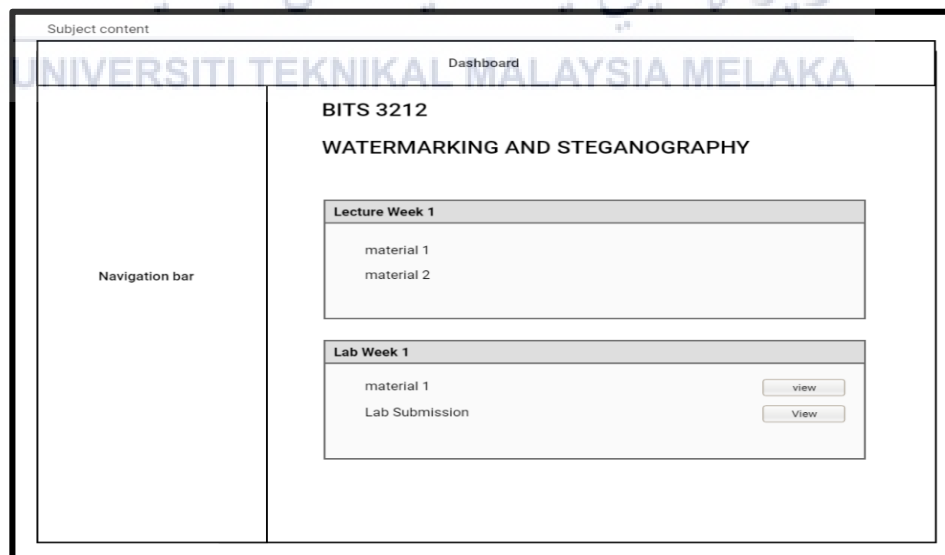 Subject content
UNIVERSITI TEKNIKAL MALAYSIA MELAKA
Dashboard
BITS 3212
WATERMARKING AND STEGANOGRAPHY
Lecture Week 1
material 1
material 2
Navigation bar
Lab Week 1
material 1 view
Lab Submission View